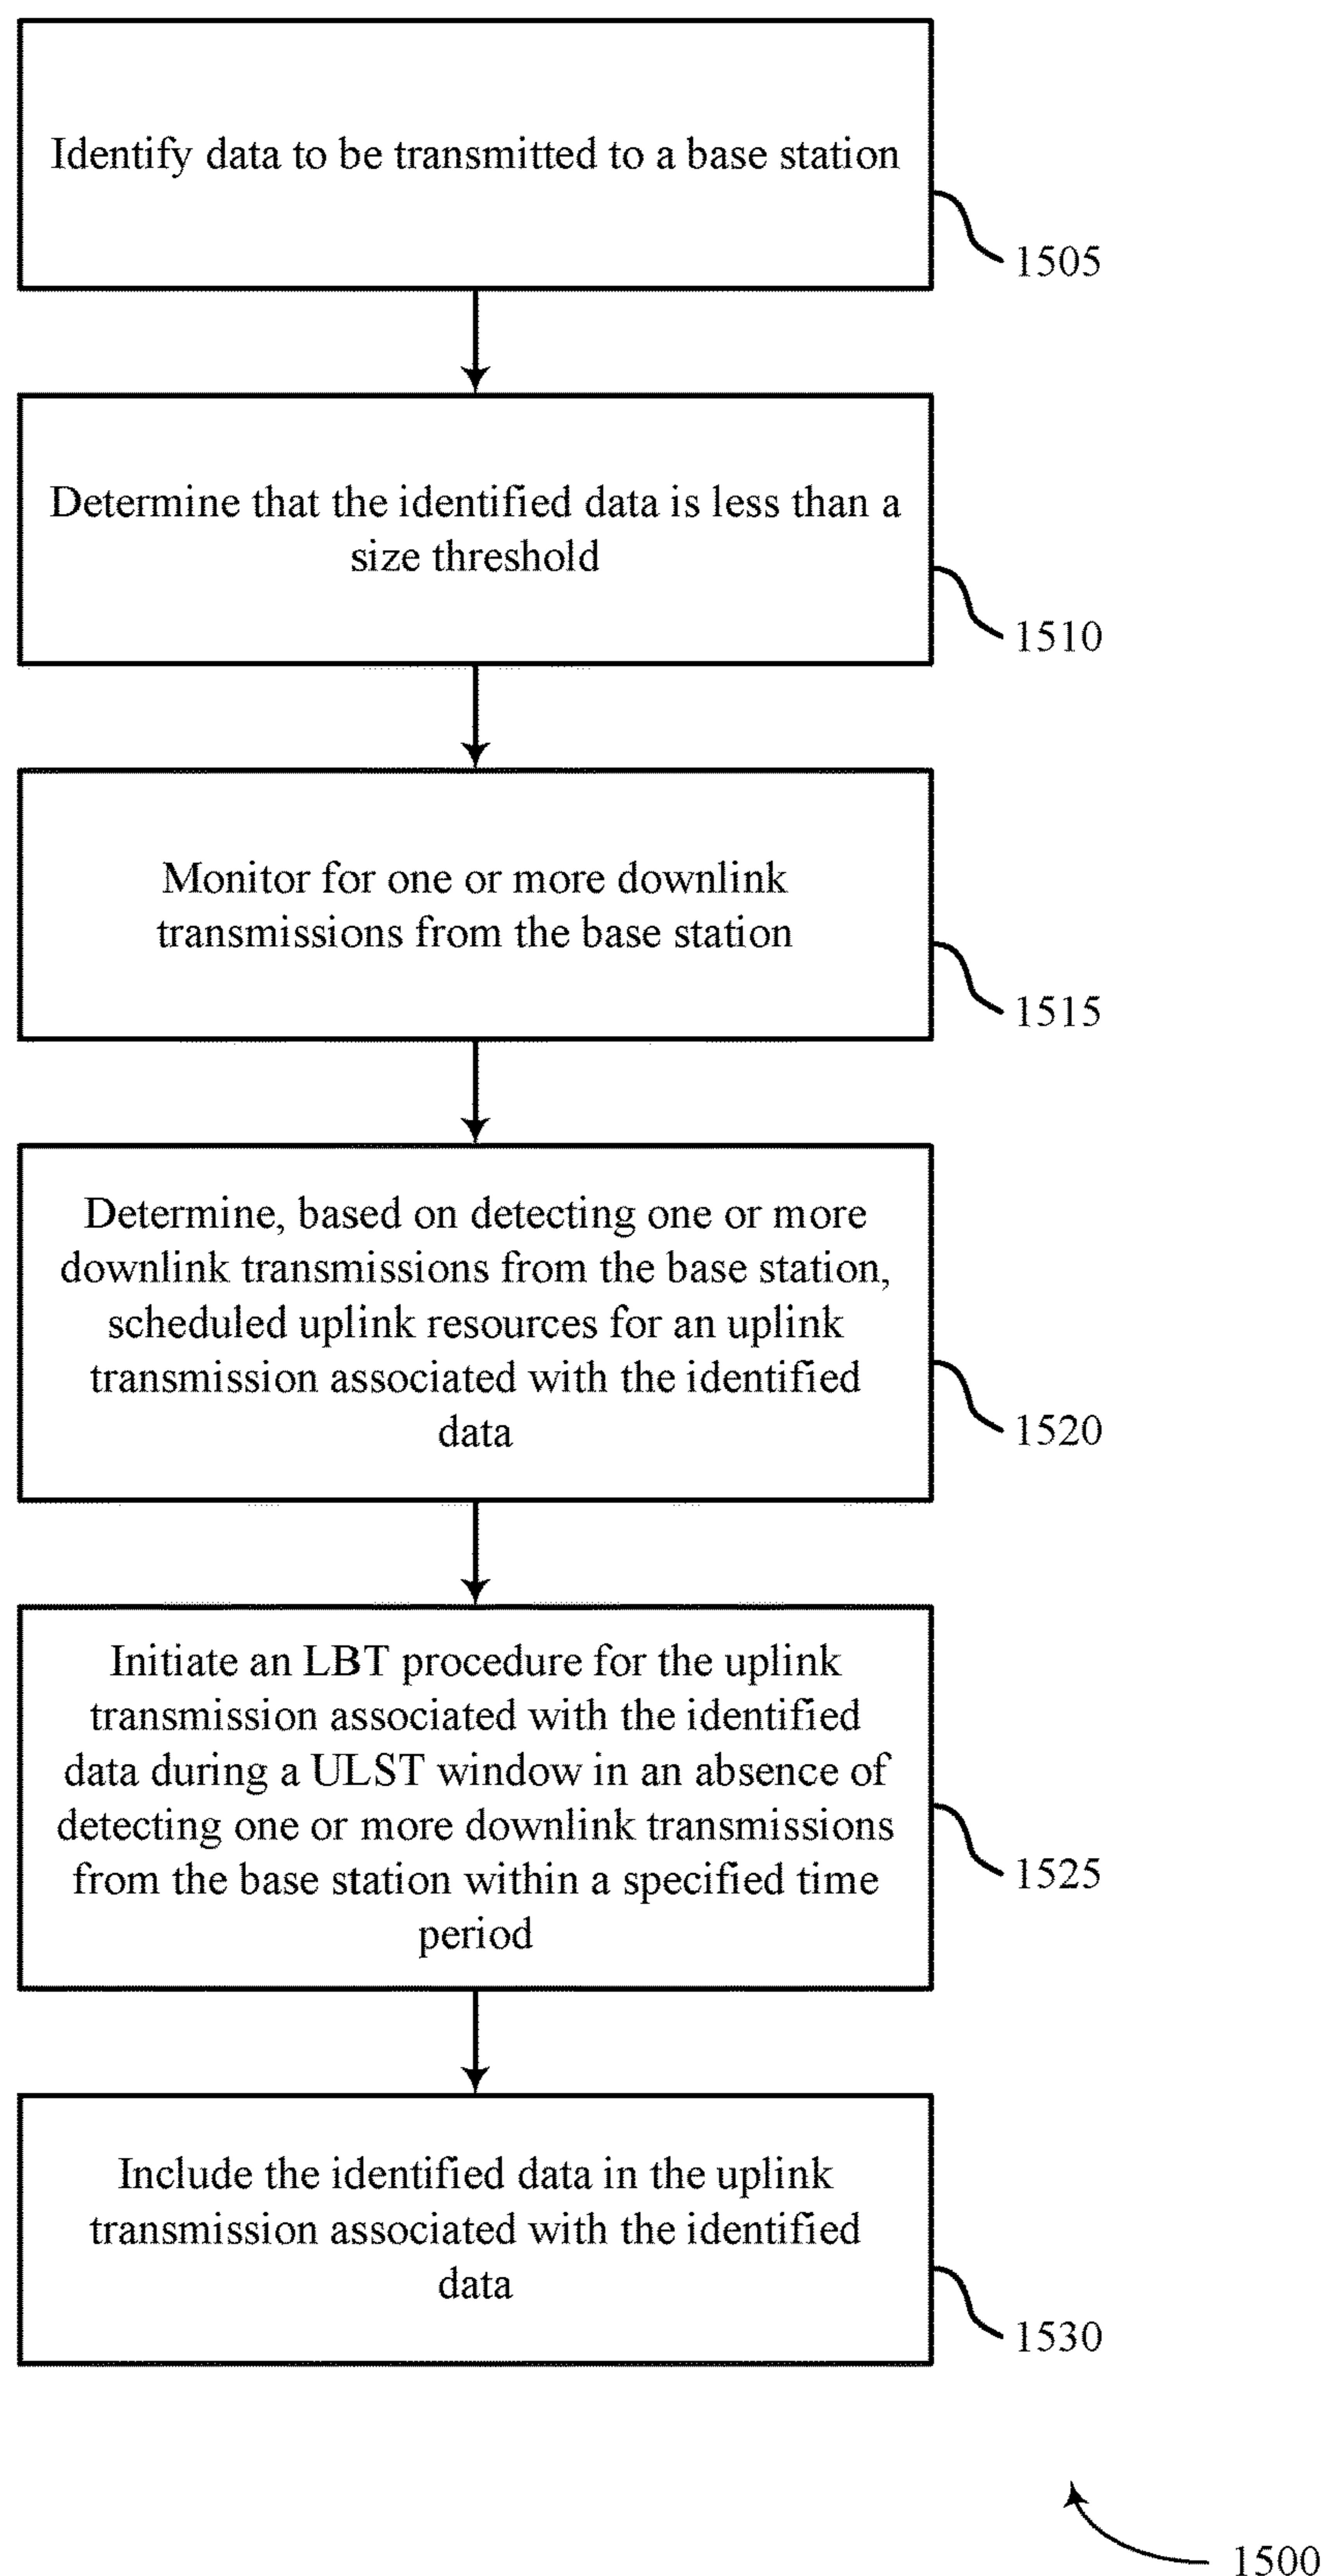 Identify data to be transmitted to a base station
1505
Determine that the identified data is less than a
size threshold
1510
Monitor for one or more downlink
transmissions from the base station
1515
Determine, based on detecting one or more
downlink transmissions from the base station,
scheduled uplink resources for an uplink
transmission associated with the identified
data
1520
Initiate an LBT procedure for the uplink
transmission associated with the identified
data during a ULST window in an absence of
detecting one or more downlink transmissions
from the base station within a specified time
period
1525
Include the identified data in the uplink
transmission associated with the identified
data
1530
1500